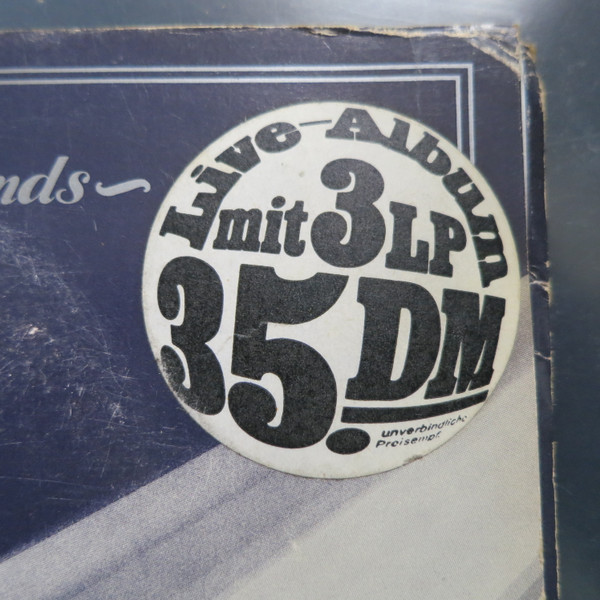 nds
Live-Album
mit 3 LP
35. DM
unverbindliche
Preisempf.